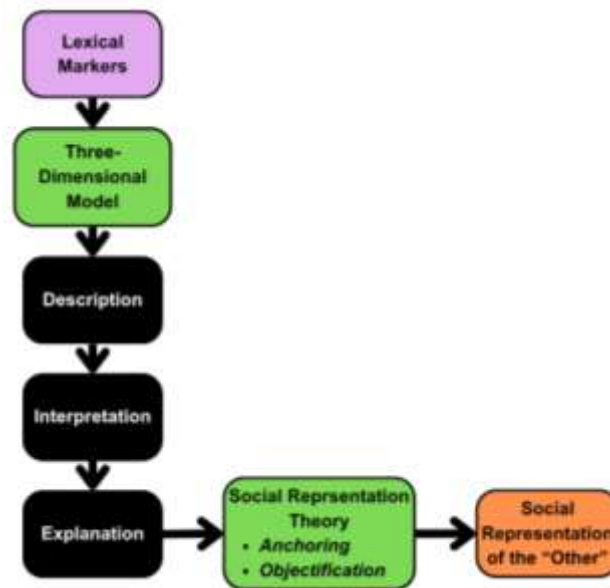 Lexical
Markers
Three-
Dimensional
Model
Description
Interpretation
Explanation
Social Reprsentation
Theory
• Anchoring
• Objectification
Social
Representation
of the "Other"